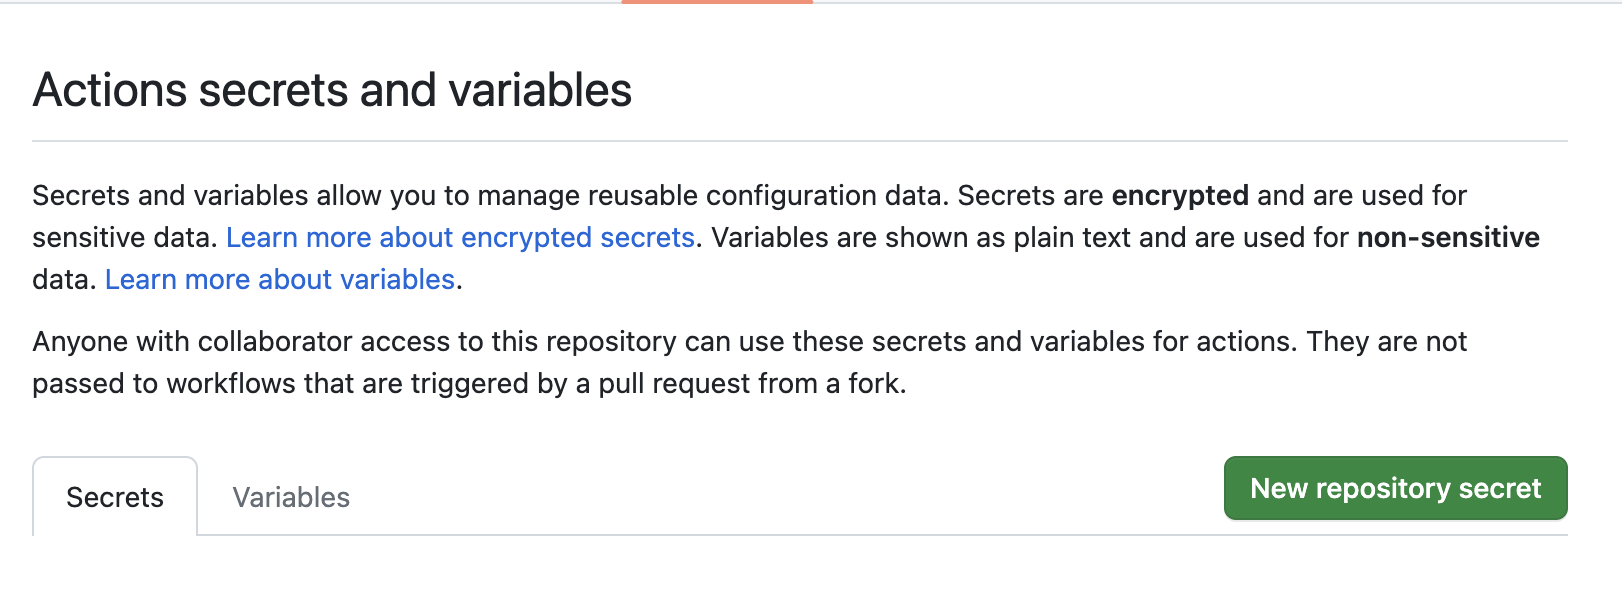 Actions secrets and variables
Secrets and variables allow you to manage reusable configuration data. Secrets are encrypted and are used for
sensitive data. Learn more about encrypted secrets. Variables are shown as plain text and are used for non-sensitive
data. Learn more about variables.
Anyone with collaborator access to this repository can use these secrets and variables for actions. They are not
passed to workflows that are triggered by a pull request from a fork.
Secrets
Variables
New repository secret